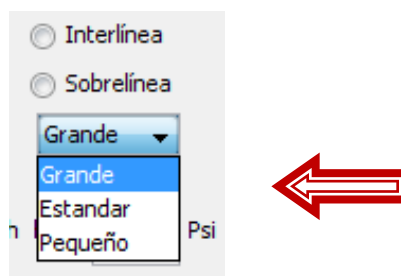 Interlínea
Sobrelínea
Grande
Grande
Estandar
Pequeño
h
Psi